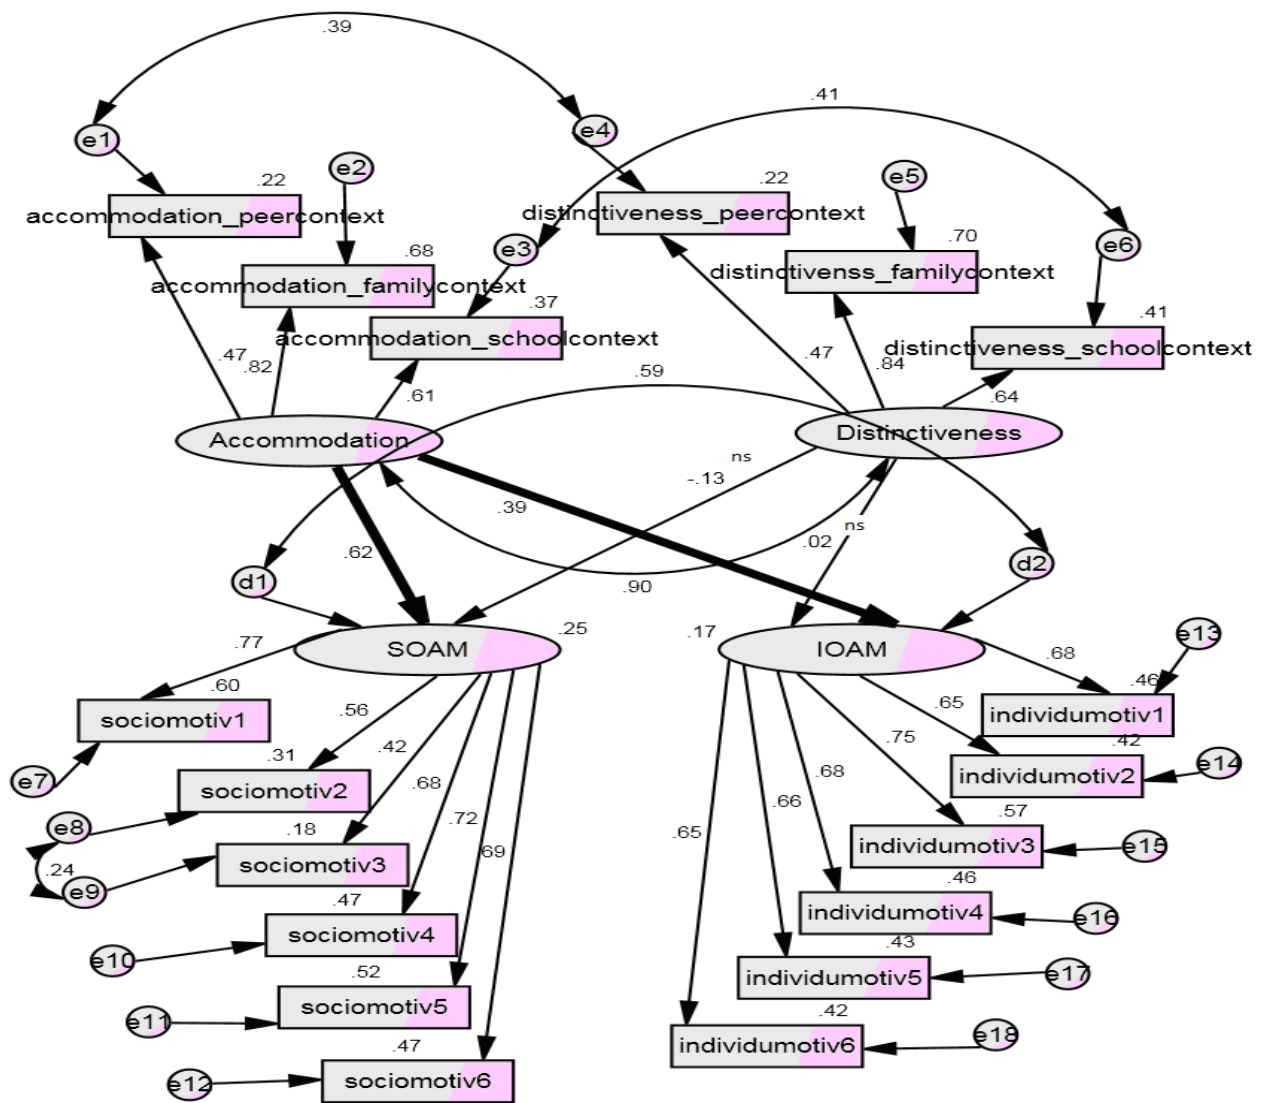 .39
.41
e1
e4
e2
e5
.22
.22
accommodation_peercontext
distinctiveness_peercontext
e3
e6
.68
.70
accommodation_familycontext
distinctivenss_familycontext
.37
.41
accommodation_schoolcontext
distinctiveness_schoolcontext
.47
.82
.61
.59
.47
.84
.64
Accommodation
Distinctiveness
ns
-.13
.39
ns
.62
.02
.90
d1
d2
.77
SOAM
.25
.17
IOAM
.68
e13
.60
sociomotiv1
.46
individumotiv1
.56
.65
e7
.31
sociomotiv2
.42
individumotiv2
e14
.42
.68
.75
.68
e8
.24
e9
.18
sociomotiv3
.72
.69
.65
.66
.57
individumotiv3
e15
.47
sociomotiv4
.46
individumotiv4
e16
e10
.52
sociomotiv5
.43
individumotiv5
e17
e11
.47
sociomotiv6
.42
individumotiv6
e18
e12